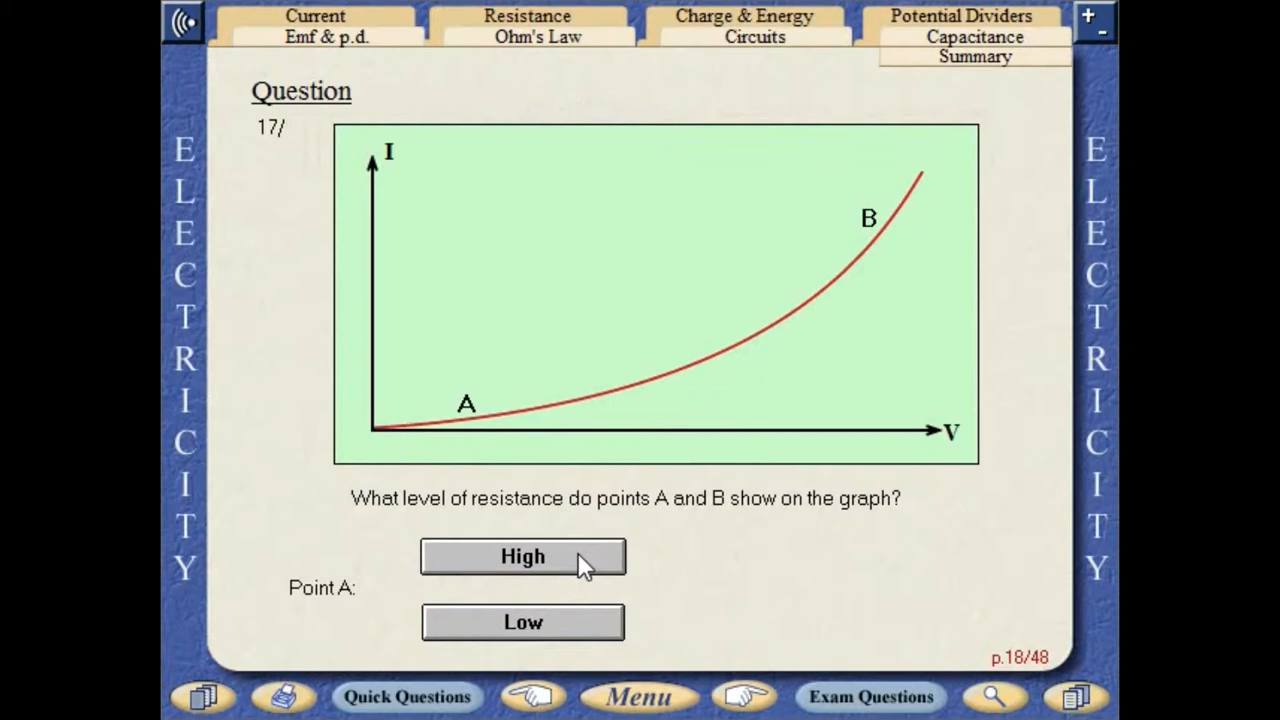 Current
Emf & p.d.
Resistance
Ohm's Law
Charge & Energy
Circuits
Potential Dividers
Capacitance
Summary
+
-
ELECTRICITY
Question
17/
I
B
A
V
What level of resistance do points A and B show on the graph?
Point A:
High
Low
p.18/48
ELECTRICITY
Quick Questions
Menu
Exam Questions